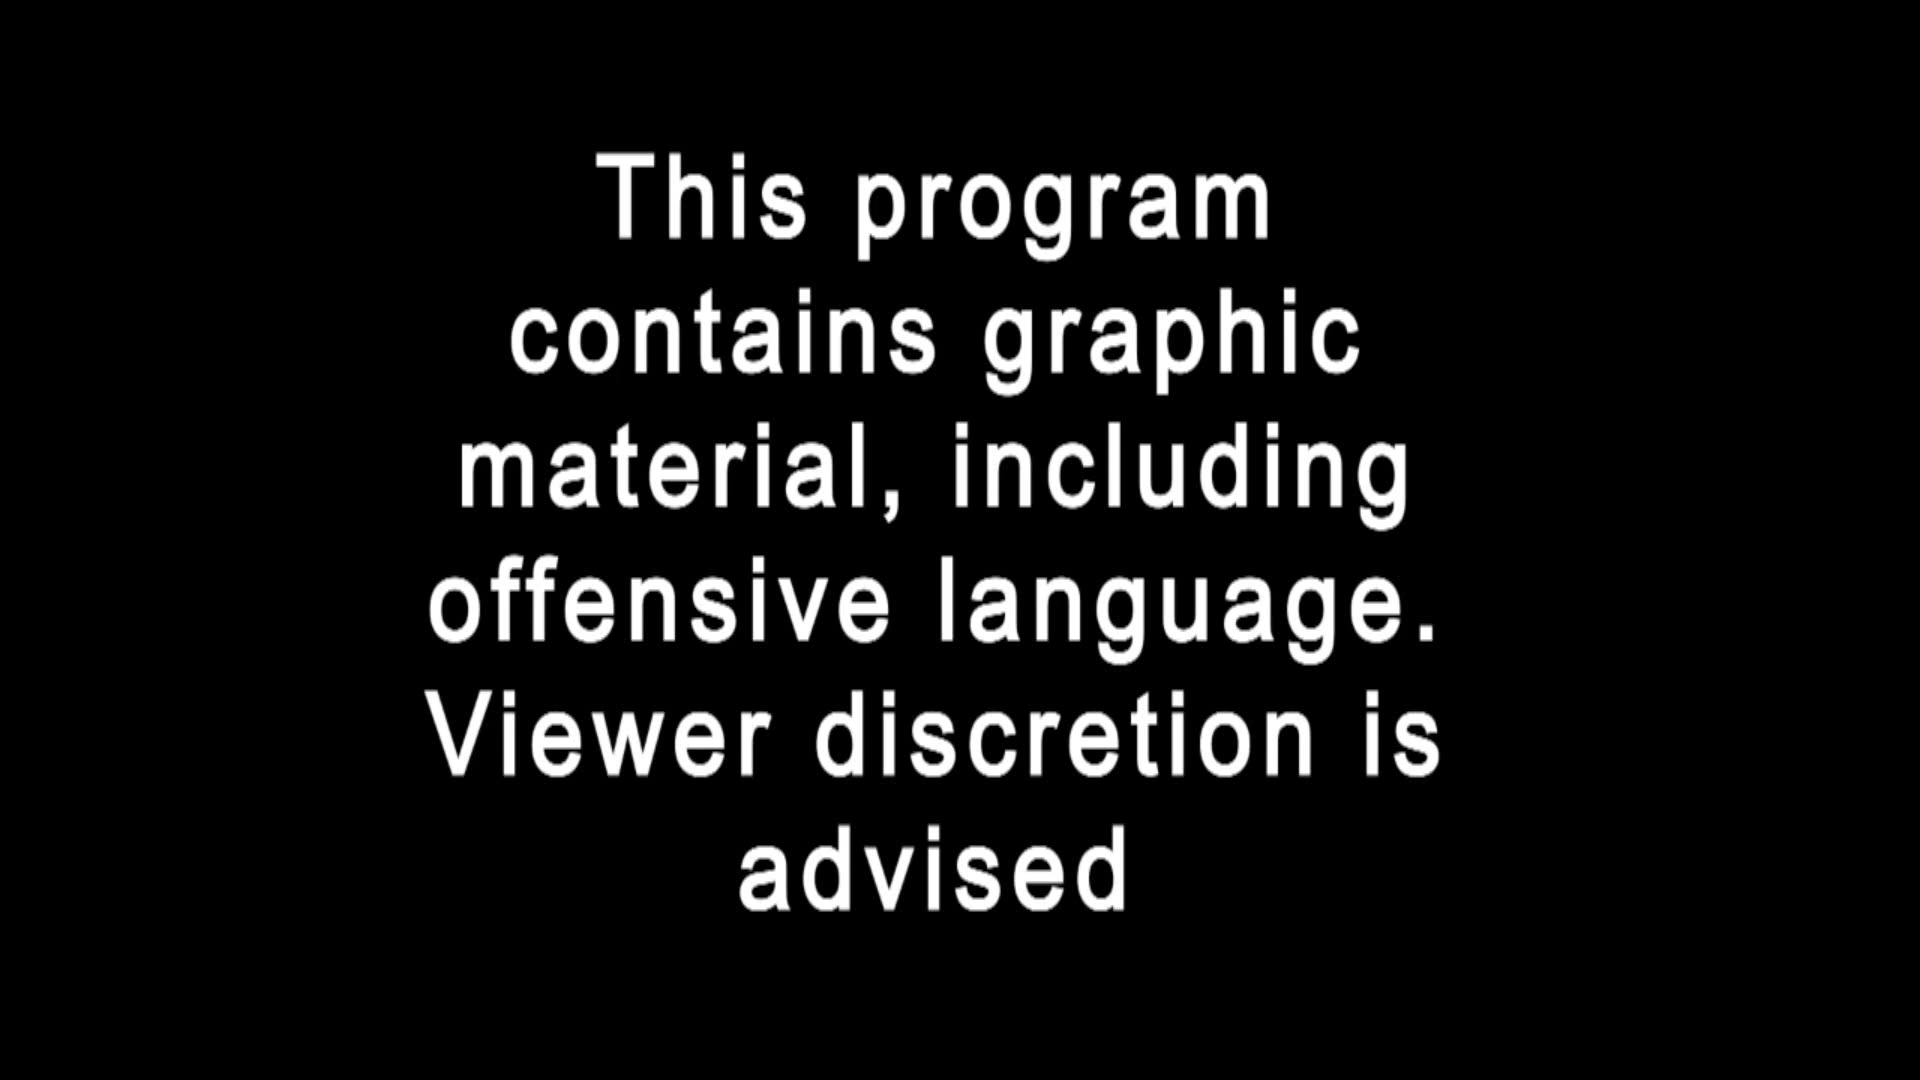 This program
contains graphic
material, including
offensive language.
Viewer discretion is
advised